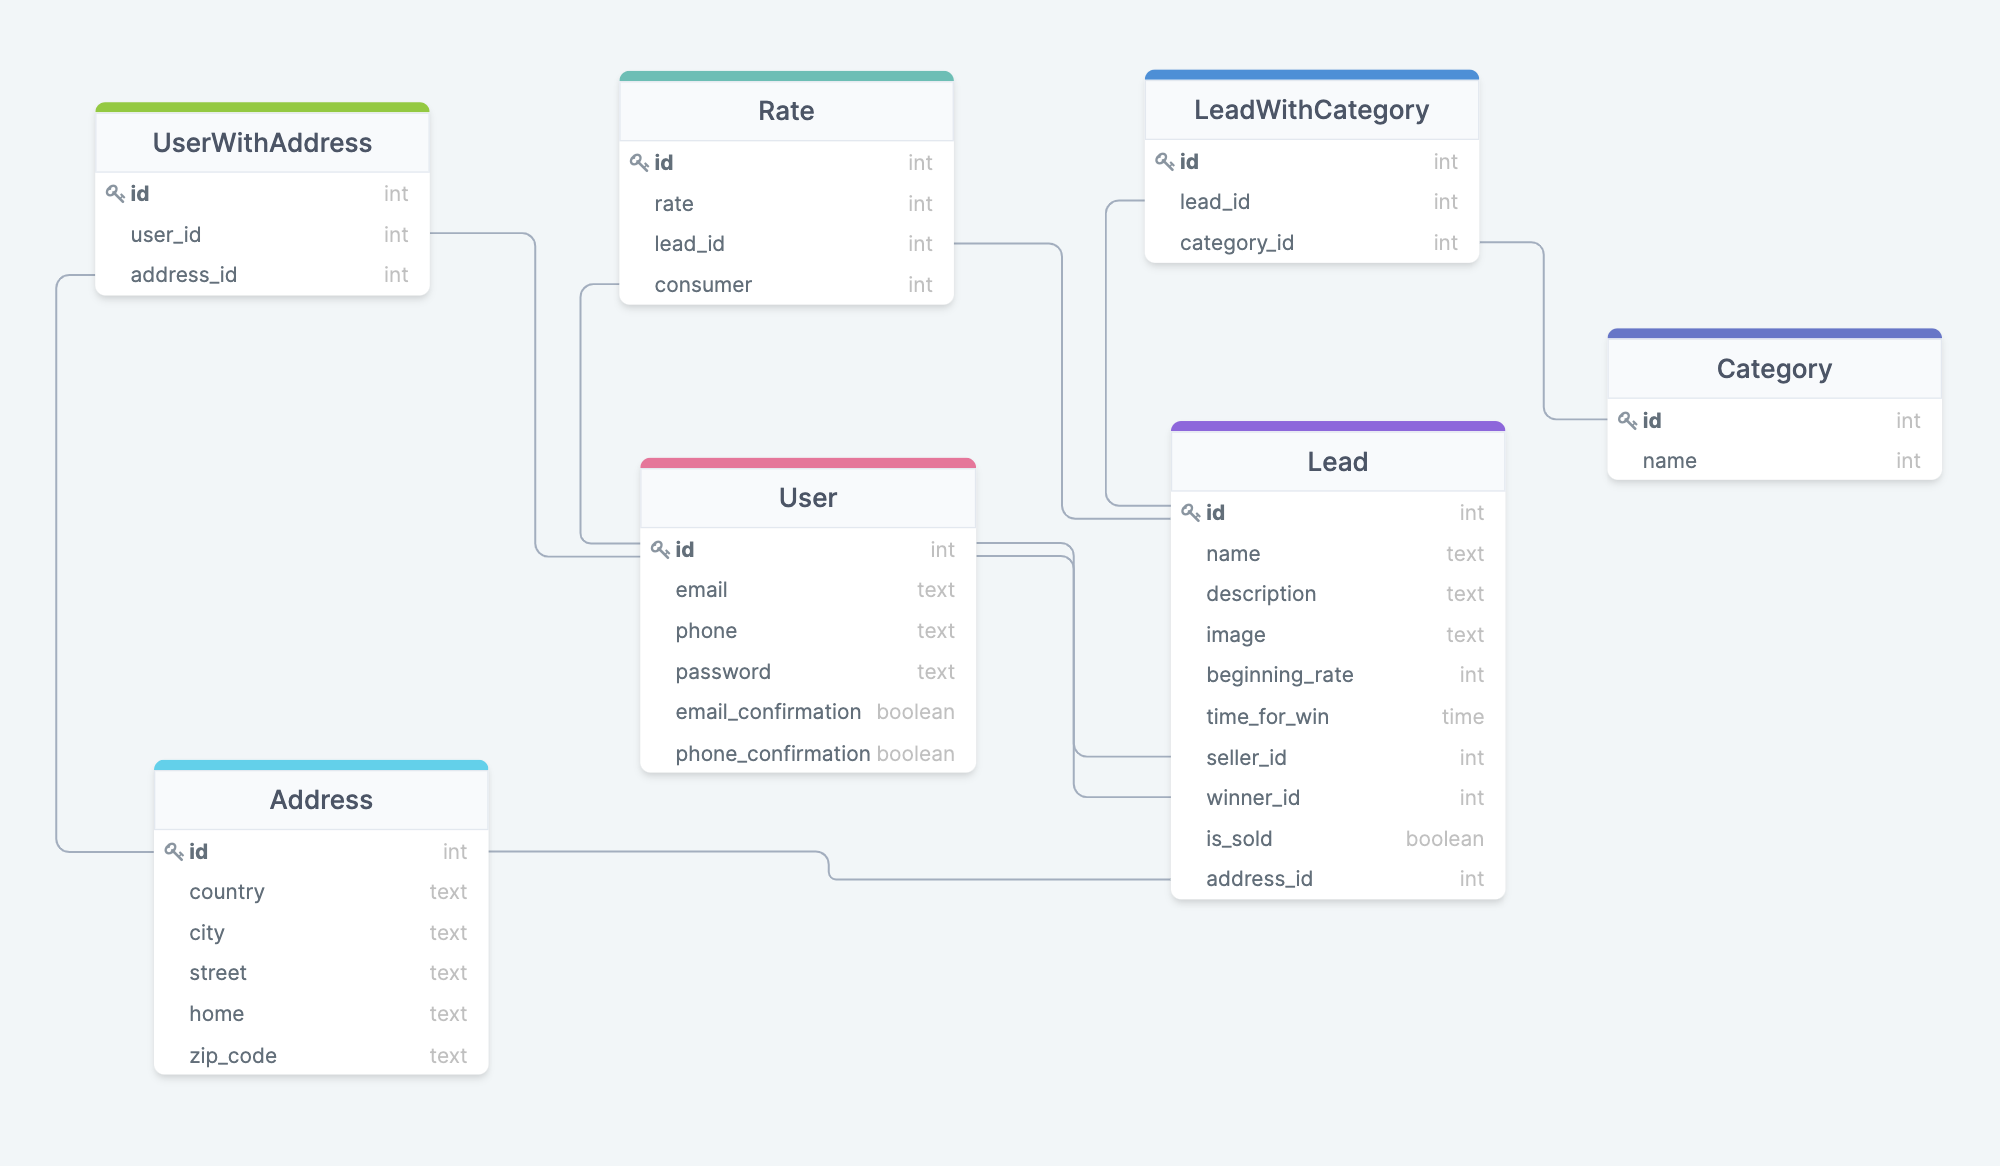 UserWithAddress
id int
user_id int
address_id int
Rate
id int
rate int
lead_id int
consumer int
LeadWithCategory
id int
lead_id int
category_id int
Category
id int
name int
User
id int
email text
phone text
password text
email_confirmation boolean
phone_confirmation boolean
Lead
id int
name text
description text
image text
beginning_rate int
time_for_win time
seller_id int
winner_id int
is_sold boolean
address_id int
Address
id int
country text
city text
street text
home text
zip_code text